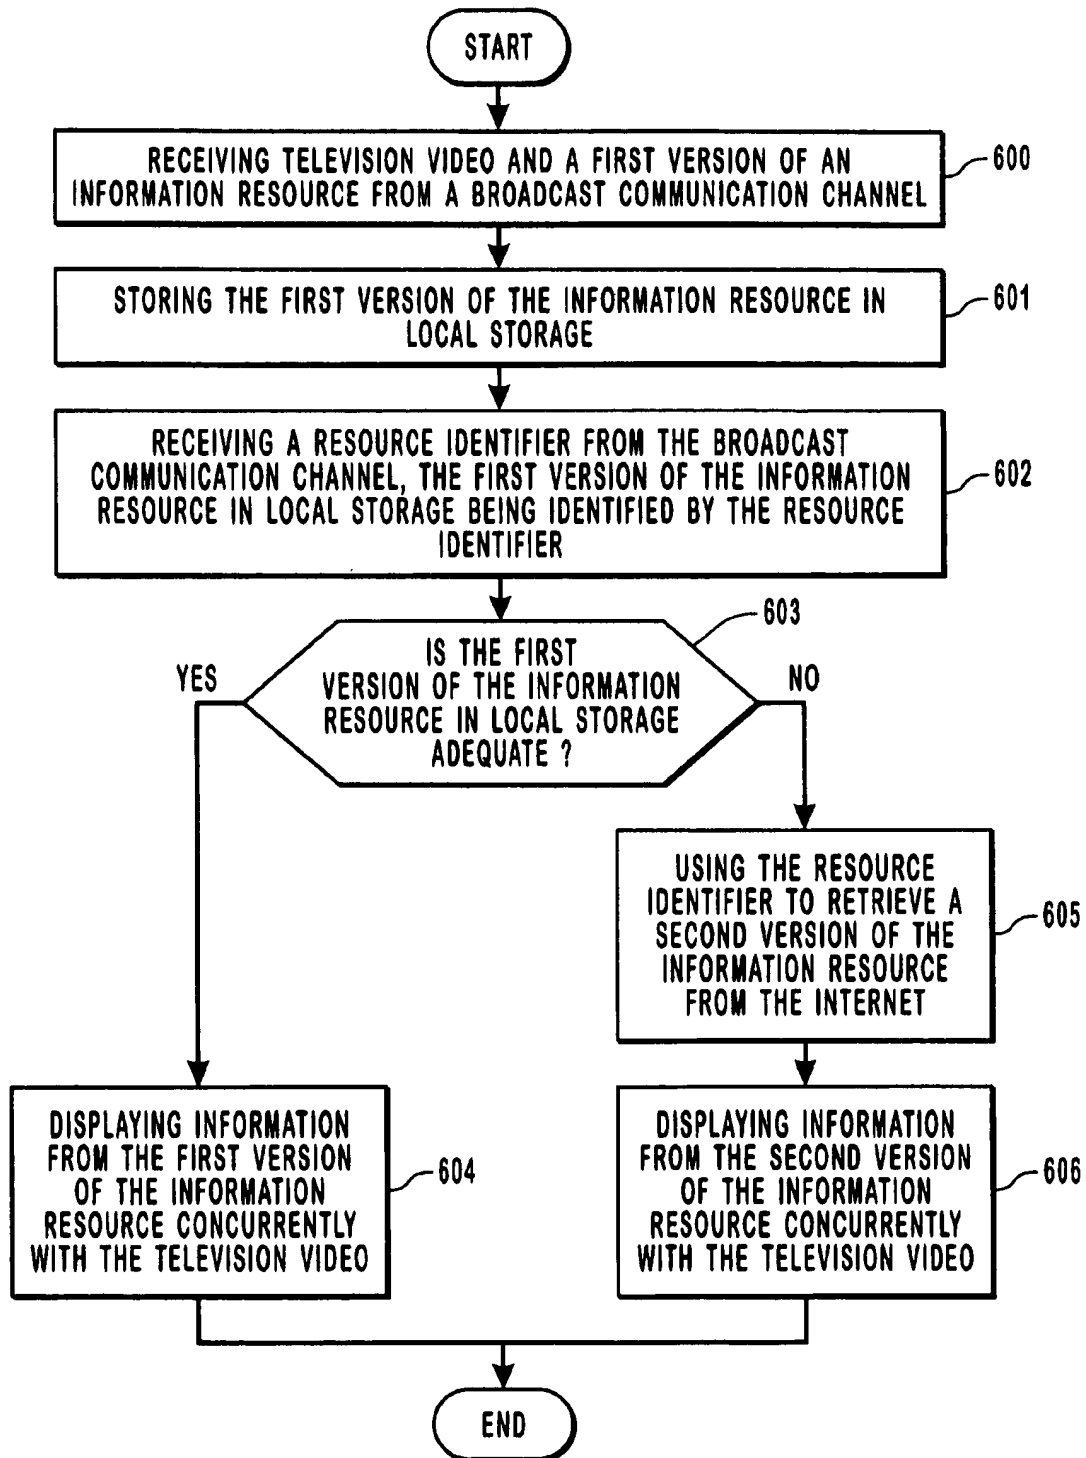 START
RECEIVING TELEVISION VIDEO AND A FIRST VERSION OF AN
INFORMATION RESOURCE FROM A BROADCAST COMMUNICATION CHANNEL
600
STORING THE FIRST VERSION OF THE INFORMATION RESOURCE IN
LOCAL STORAGE
601
RECEIVING A RESOURCE IDENTIFIER FROM THE BROADCAST
COMMUNICATION CHANNEL, THE FIRST VERSION OF THE INFORMATION
RESOURCE IN LOCAL STORAGE BEING IDENTIFIED BY THE RESOURCE
IDENTIFIER
602
603
IS THE FIRST
VERSION OF THE INFORMATION
RESOURCE IN LOCAL STORAGE
ADEQUATE ?
YES
NO
USING THE RESOURCE
IDENTIFIER TO RETRIEVE A
SECOND VERSION OF THE
INFORMATION RESOURCE
FROM THE INTERNET
605
DISPLAYING INFORMATION
FROM THE FIRST VERSION
OF THE INFORMATION
RESOURCE CONCURRENTLY
WITH THE TELEVISION VIDEO
604
DISPLAYING INFORMATION
FROM THE SECOND VERSION
OF THE INFORMATION
RESOURCE CONCURRENTLY
WITH THE TELEVISION VIDEO
606
END